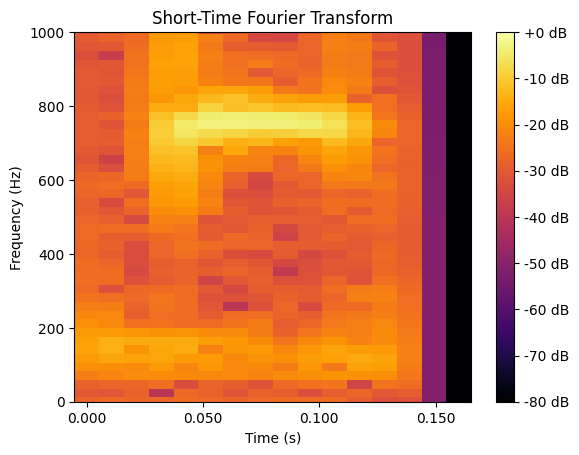 Short-Time Fourier Transform
Frequency (Hz)
1000
800
600
400
200
0
0.000
0.050
0.100
0.150
Time (s)
+0 dB
-10 dB
-20 dB
-30 dB
-40 dB
-50 dB
-60 dB
-70 dB
-80 dB